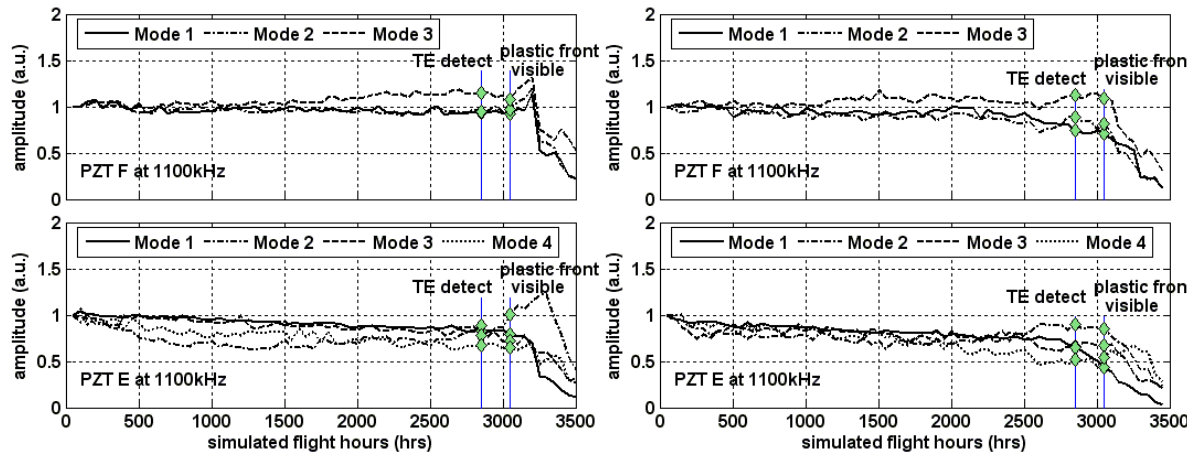 2
1.5
1
0.5
0
amplitude (a.u.)
Mode 1 Mode 2 Mode 3
TE detect
plastic front
visible
PZT F at 1100kHz
2
1.5
1
0.5
0
amplitude (a.u.)
Mode 1 Mode 2 Mode 3
TE detect
plastic front
visible
PZT F at 1100kHz
2
1.5
1
0.5
0
amplitude (a.u.)
Mode 1 Mode 2 Mode 3 Mode 4
TE detect
plastic front
visible
PZT E at 1100kHz
0 500 1000 1500 2000 2500 3000 3500
simulated flight hours (hrs)
2
1.5
1
0.5
0
amplitude (a.u.)
Mode 1 Mode 2 Mode 3 Mode 4
TE detect
plastic front
visible
PZT E at 1100kHz
0 500 1000 1500 2000 2500 3000 3500
simulated flight hours (hrs)